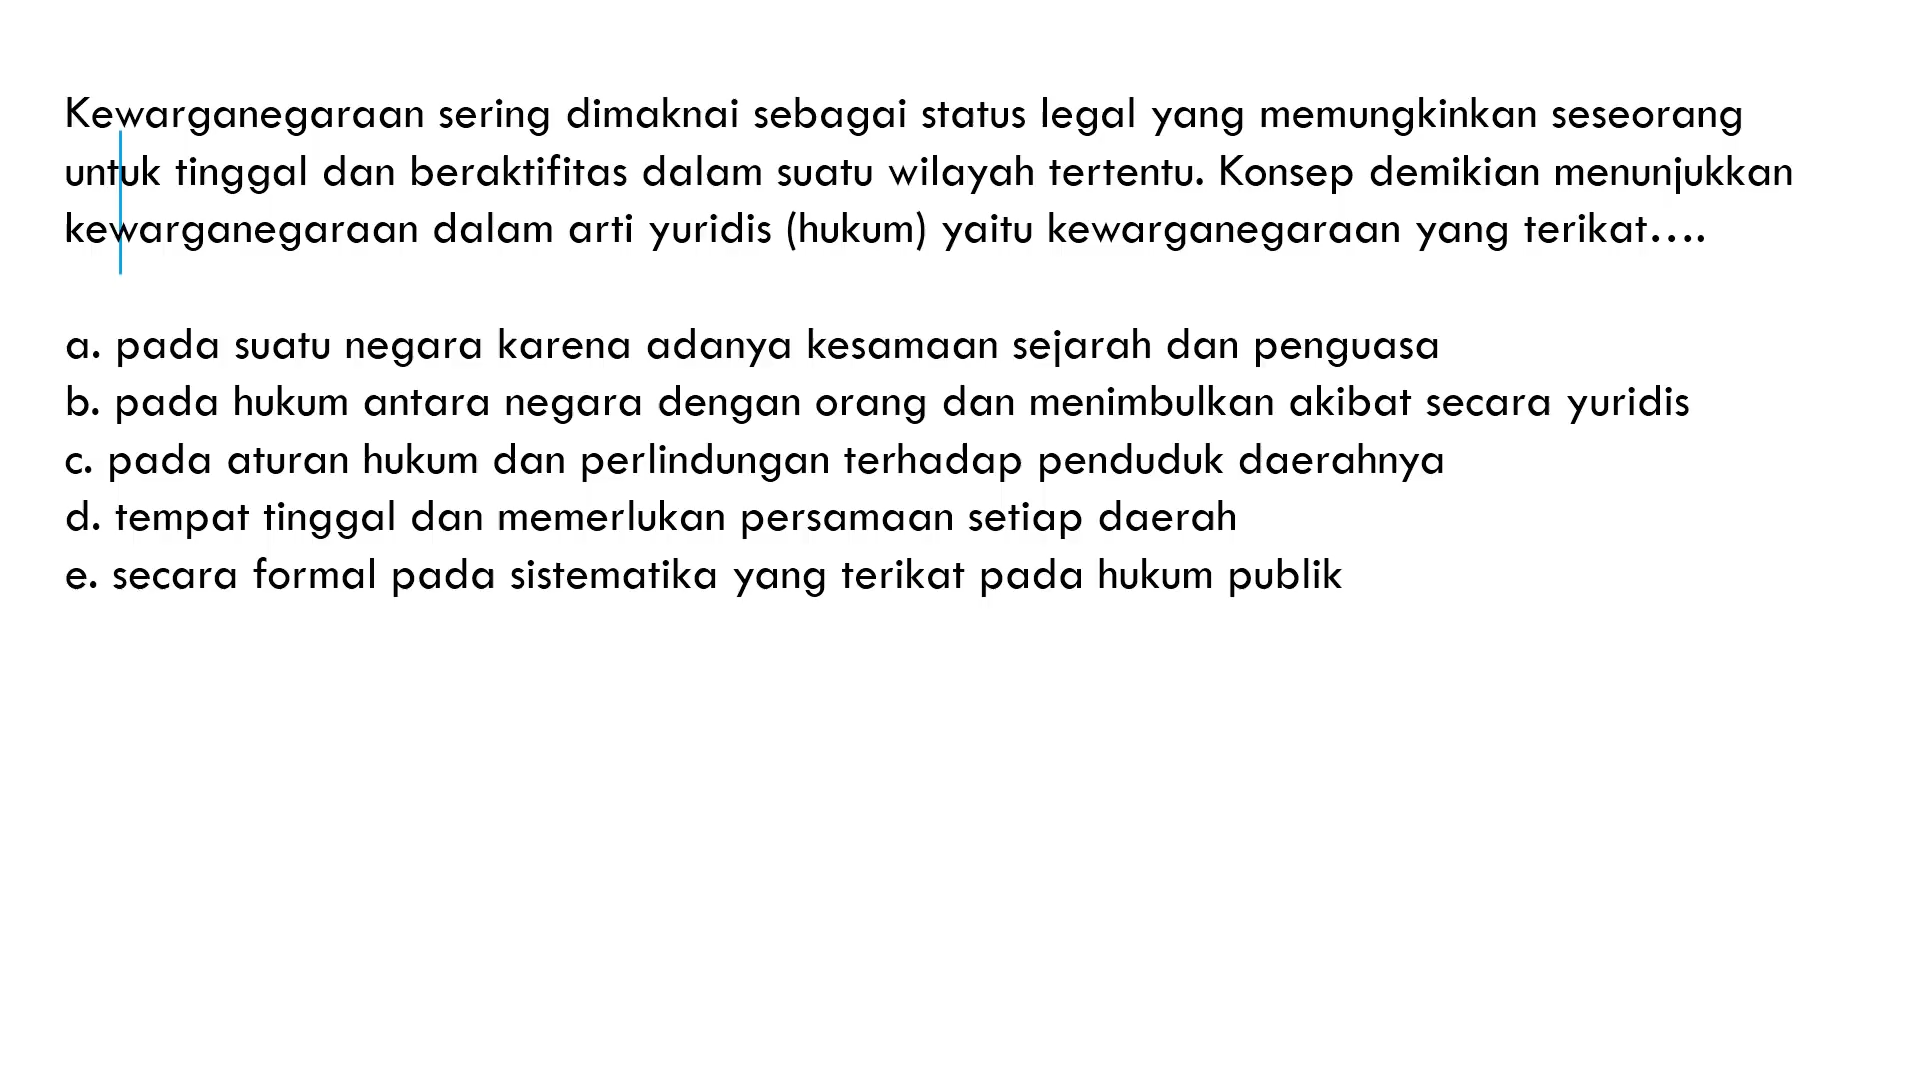 Kewarganegaraan sering dimaknai sebagai status legal yang memungkinkan seseorang
untuk tinggal dan beraktifitas dalam suatu wilayah tertentu. Konsep demikian menunjukkan
kewarganegaraan dalam arti yuridis (hukum) yaitu kewarganegaraan yang terikat....
a. pada suatu negara karena adanya kesamaan sejarah dan penguasa
b. pada hukum antara negara dengan orang dan menimbulkan akibat secara yuridis
c. pada aturan hukum dan perlindungan terhadap penduduk daerahnya
d. tempat tinggal dan memerlukan persamaan setiap daerah
e. secara formal pada sistematika yang terikat pada hukum publik